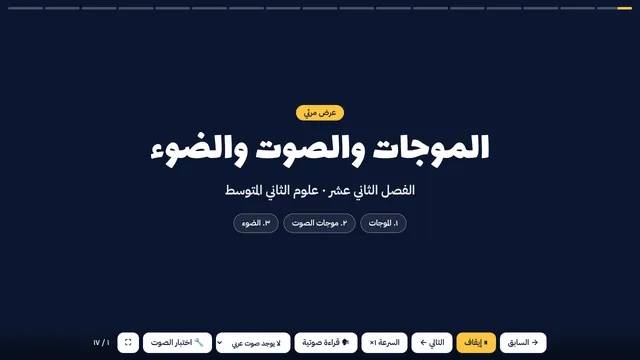 عرض مرئي
الموجات والصوت والضوء
الفصل الثاني عشر · علوم الثاني المتوسط
١. الموجات ٢. موجات الصوت ٣. الضوء
→ السابق ⏸ إيقاف التالي ← السرعة ١× 🗣 قراءة صوتية لا يوجد صوت عربي 🔧 اختبار الصوت ⛶ ١ / ١٧